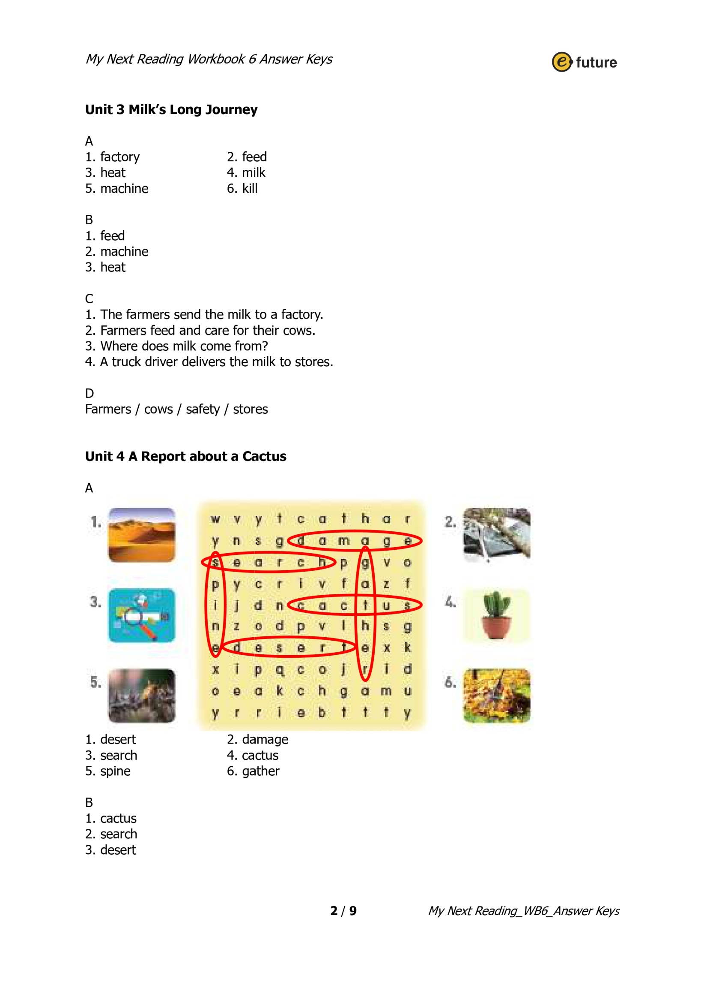 My Next Reading Workbook 6 Answer Keys
e future
Unit 3 Milk’s Long Journey
A
1. factory 2. feed
3. heat 4. milk
5. machine 6. kill
B
1. feed
2. machine
3. heat
C
1. The farmers send the milk to a factory.
2. Farmers feed and care for their cows.
3. Where does milk come from?
4. A truck driver delivers the milk to stores.
D
Farmers / cows / safety / stores
Unit 4 A Report about a Cactus
A
1. 2.
3. 4.
5. 6.
w v y t c a t h a r
y n s g d a m a g e
s e a r c h p g v o
p y c r i v f a z f
i j d n c a c t u s
n z o d p v l h s g
e d e s e r t e x k
x i p q c o j r i d
o e a k c h g a m u
y r r i e b t t t y
1. desert 2. damage
3. search 4. cactus
5. spine 6. gather
B
1. cactus
2. search
3. desert
2 / 9 My Next Reading_WB6_Answer Keys